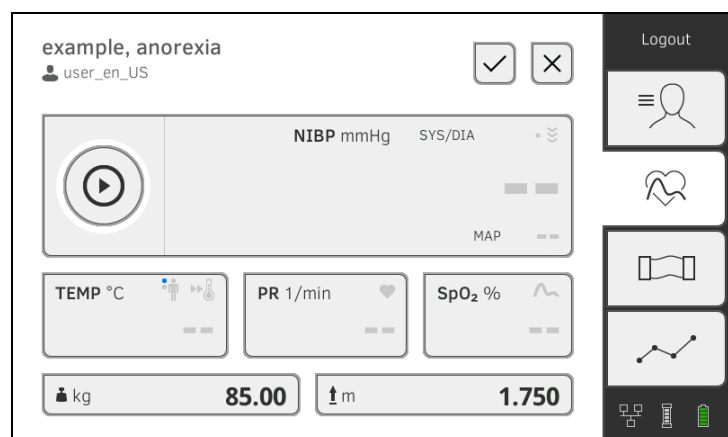 example, anorexia
Logout
user_en_US
NIBP mmHg SYS/DIA
-- --
MAP --
TEMP °C
--
PR 1/min
--
SpO₂ %
--
kg 85.00
m 1.750